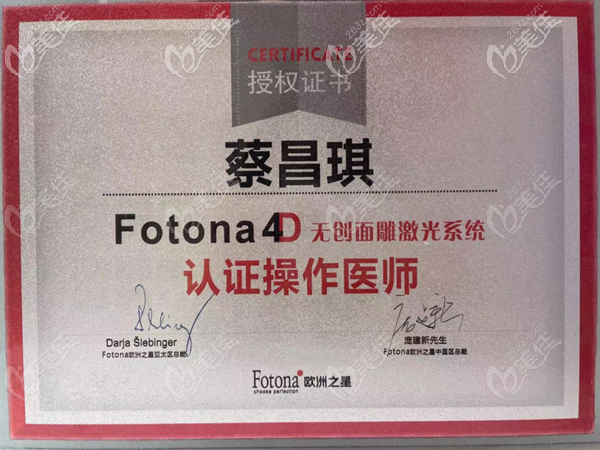 CERTIFICATE
授权证书
蔡昌琪
Fotona 4D 无创面雕激光系统
认证操作医师
Darja Šiebinger
Fotona欧洲之星亚太区总裁
庞建新先生
Fotona欧洲之星中国区总裁
Fotona 欧洲之星
choose perfection
美佳